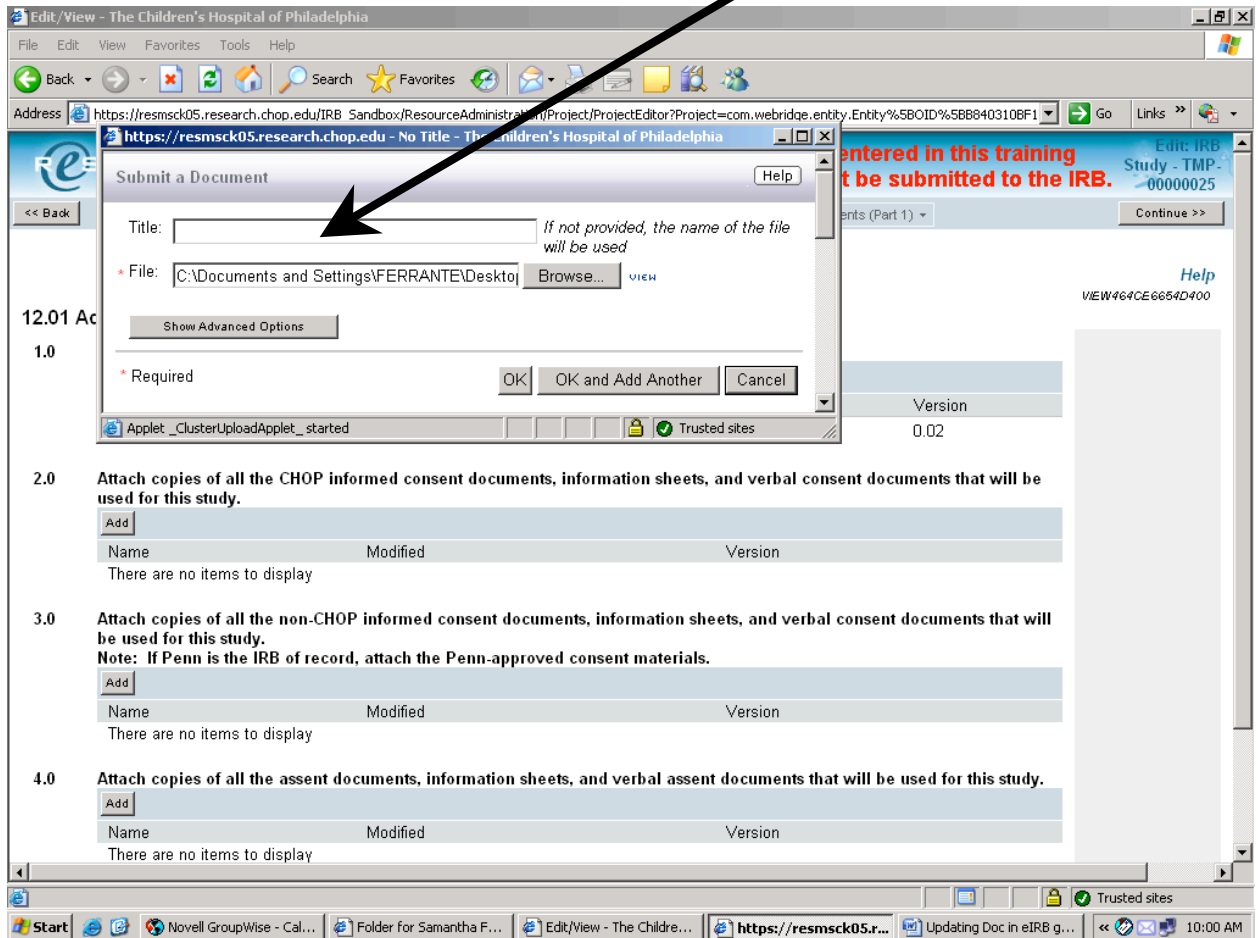 Edit/View - The Children's Hospital of Philadelphia
File Edit View Favorites Tools Help
Back Search Favorites
Address https://resmsck05.research.chop.edu/IRB_Sandbox/ResourceAdministration/Project/ProjectEditor?Project=com.webridge.entity.Entity%5BOID%5BB840310BF1 Go Links »
https://resmsck05.research.chop.edu - No Title - The Children's Hospital of Philadelphia
entered in this training
t be submitted to the IRB.
Edit: IRB
Study - TMP-
00000025
<< Back
ents (Part 1)
Continue >>
Submit a Document
Help
Title:
If not provided, the name of the file
will be used
* File: C:\Documents and Settings\FERRANTE\Desktop Browse... VIEW
Show Advanced Options
* Required
OK OK and Add Another Cancel
Applet _ClusterUploadApplet_ started Trusted sites
Help
VIEW464CE6654D400
12.01 Ad
1.0
Version
0.02
2.0 Attach copies of all the CHOP informed consent documents, information sheets, and verbal consent documents that will be
used for this study.
Add
Name Modified Version
There are no items to display
3.0 Attach copies of all the non-CHOP informed consent documents, information sheets, and verbal consent documents that will
be used for this study.
Note: If Penn is the IRB of record, attach the Penn-approved consent materials.
Add
Name Modified Version
There are no items to display
4.0 Attach copies of all the assent documents, information sheets, and verbal assent documents that will be used for this study.
Add
Name Modified Version
There are no items to display
Trusted sites
Start Novell GroupWise - Cal... Folder for Samantha F... Edit/View - The Childre... https://resmsck05.r... Updating Doc in eIRB g... « 10:00 AM